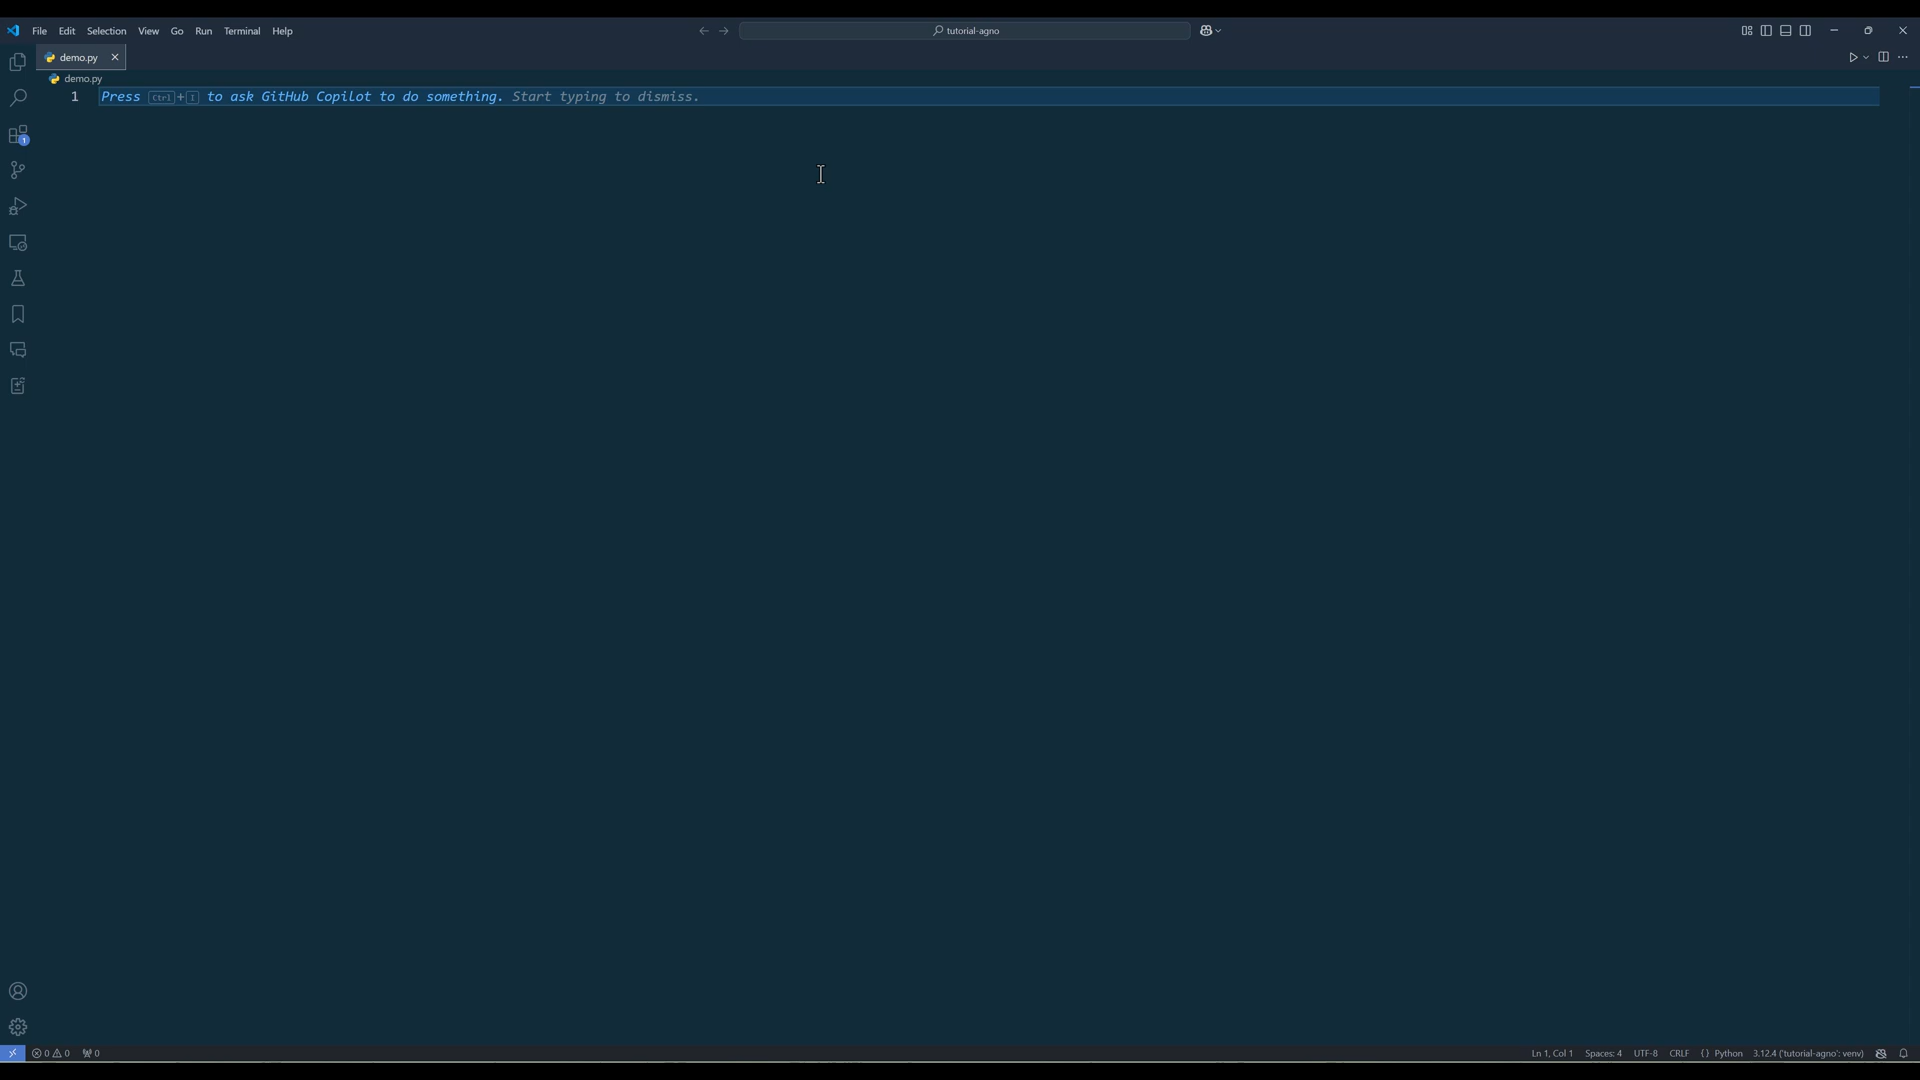 File Edit Selection View Go Run Terminal Help
tutorial-agno
demo.py
demo.py
1 Press Ctrl+I to ask GitHub Copilot to do something. Start typing to dismiss.
1
0 0 0
Ln 1, Col 1 Spaces: 4 UTF-8 CRLF {} Python 3.12.4 ('tutorial-agno': venv)